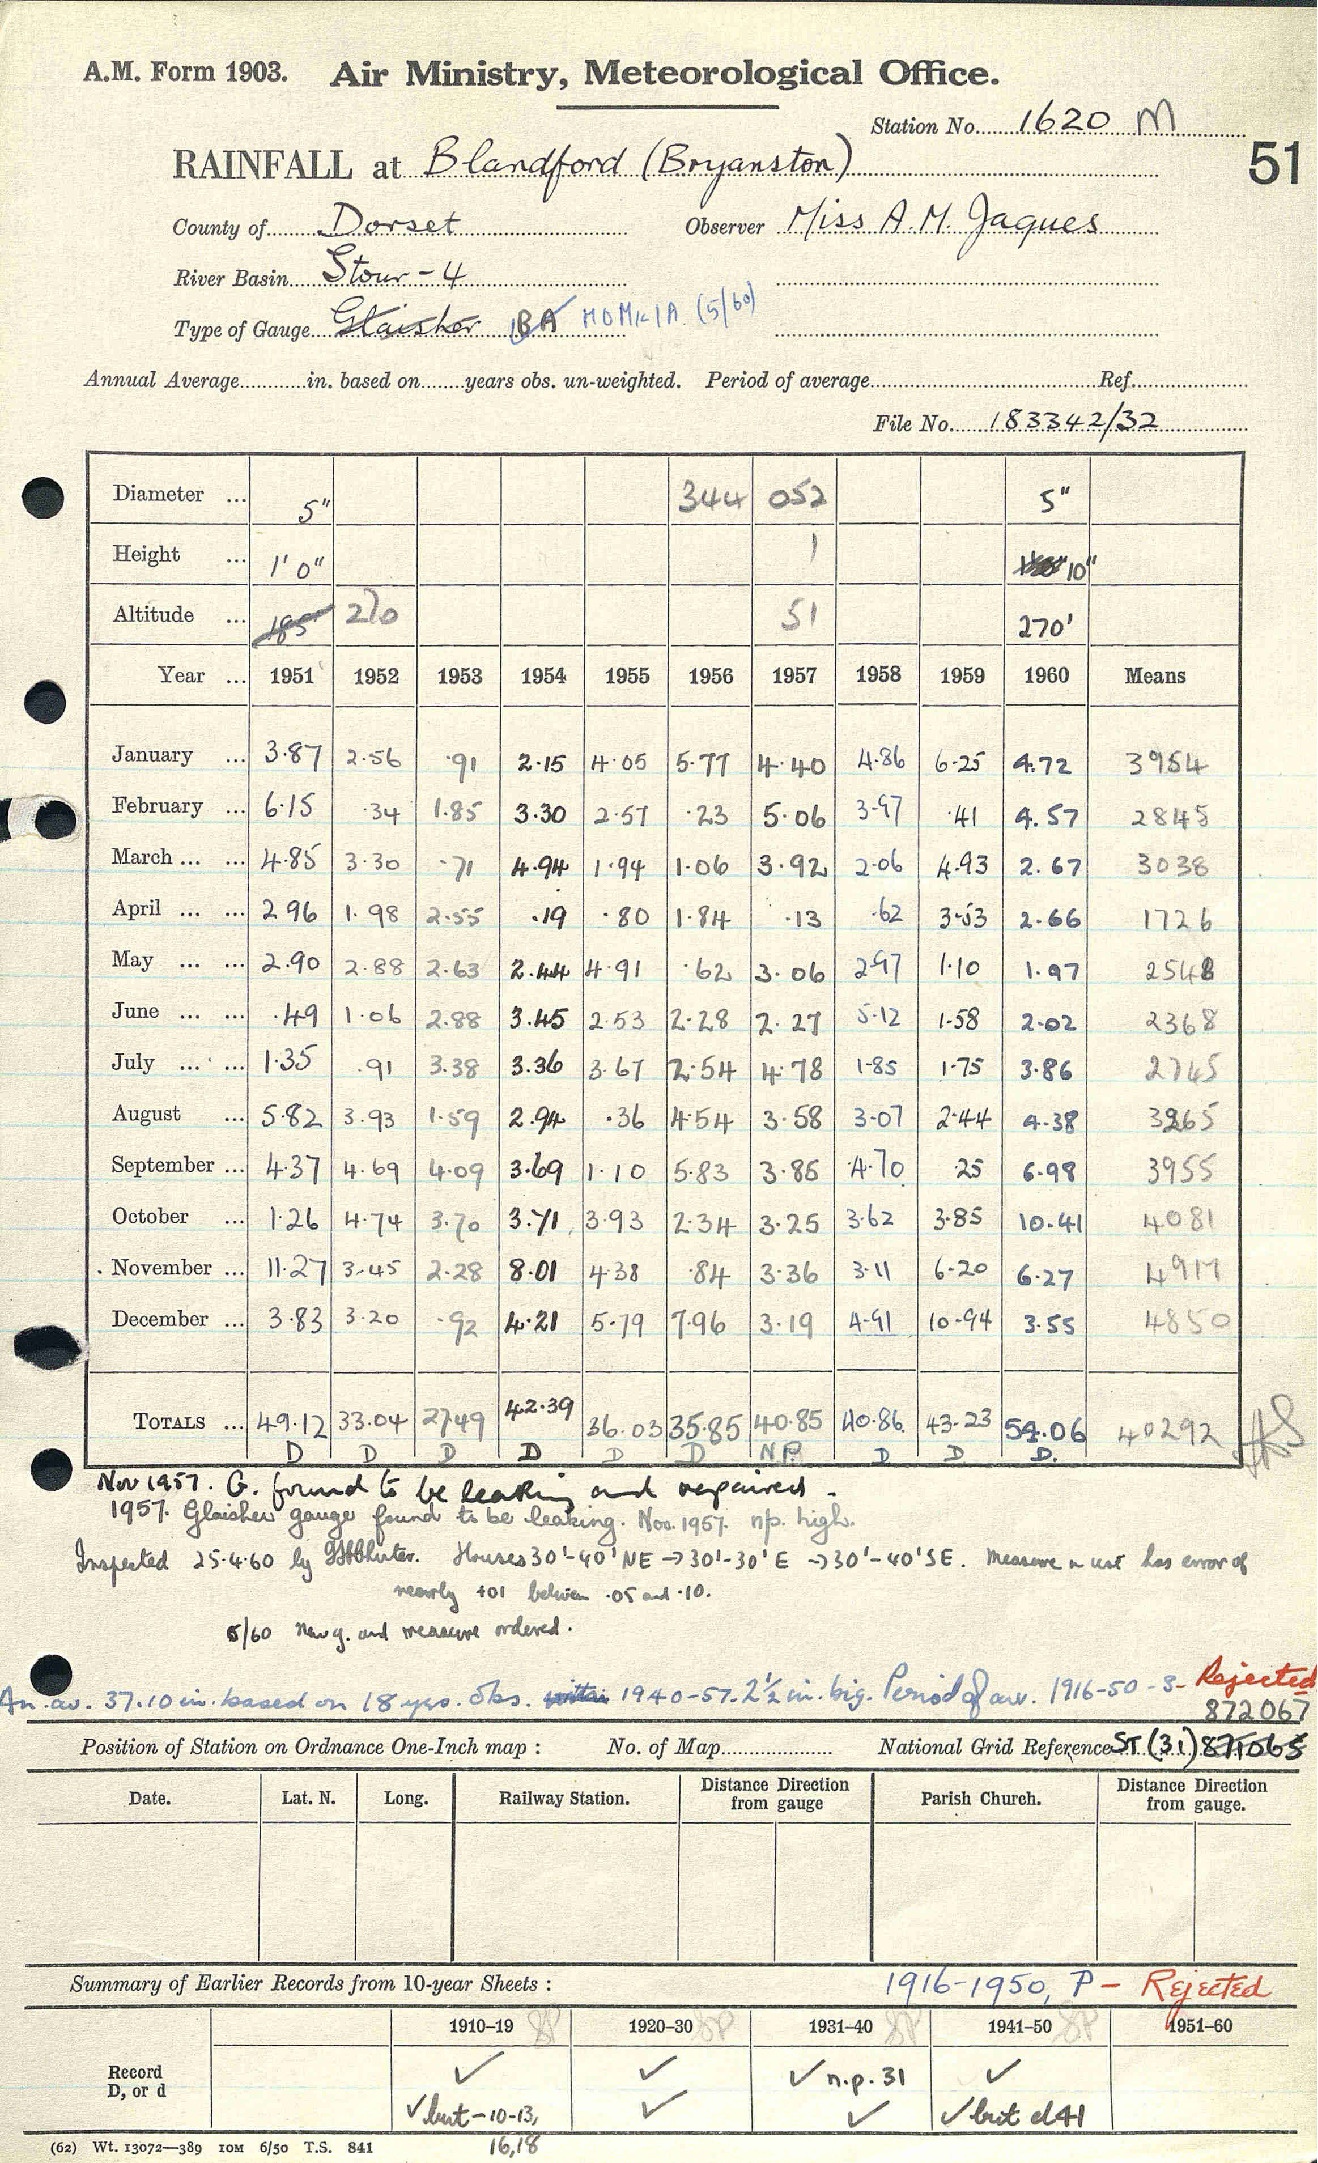 A.M. Form 1903. Air Ministry, Meteorological Office.
Station No. 1620 M
51
RAINFALL at Blandford (Bryanston)
County of Dorset Observer Miss A.M. Jaques
River Basin Stour-4
Type of Gauge Glaisher BA MO Mk IA (5/60)
Annual Average in. based on years obs. un-weighted. Period of average Ref.
File No. 183342/32
Diameter ... 5" 344 052 5"
Height ... 1' 0" 1 10"
Altitude ... 185' 270 51 270'
Year ... 1951 1952 1953 1954 1955 1956 1957 1958 1959 1960 Means
January ... 3.87 2.56 .91 2.15 4.05 5.77 4.40 4.86 6.25 4.72 3954
February ... 6.15 .34 1.85 3.30 2.57 .23 5.06 3.97 .41 4.57 2845
March ... ... 4.85 3.30 .71 4.94 1.94 1.06 3.92 2.06 4.93 2.67 3038
April ... ... 2.96 1.98 2.55 .19 .80 1.84 .13 .62 3.53 2.66 1726
May ... ... 2.90 2.88 2.63 2.44 4.91 .62 3.06 2.97 1.10 1.97 2548
June ... ... .49 1.06 2.88 3.45 2.53 2.28 2.27 5.12 1.58 2.02 2368
July ... ... 1.35 .91 3.38 3.36 3.67 2.54 4.78 1.85 1.75 3.86 2745
August ... 5.82 3.93 1.59 2.94 .36 4.54 3.58 3.07 2.44 4.38 3265
September ... 4.37 4.69 4.09 3.69 1.10 5.83 3.85 4.70 .25 6.98 3955
October ... 1.26 4.74 3.70 3.71 3.93 2.34 3.25 3.62 3.85 10.41 4081
November ... 11.27 3.45 2.28 8.01 4.38 .84 3.36 3.11 6.20 6.27 4917
December ... 3.83 3.20 .92 4.21 5.79 7.96 3.19 4.91 10.94 3.55 4850
TOTALS ... 49.12 33.04 27.49 42.39 36.03 35.85 40.85 40.86 43.23 54.06 40292
D D D D D D N.P. D D D.
Nov 1957. G. found to be leaking and repaired.
1957. Glaisher gauge found to be leaking. Nov. 1957. n.p. high.
Inspected 25.4.60 by Houses 30'-40' NE → 30'-30' E → 30'-40' SE. Measure in use has error of
nearly +.01 between .05 and .10.
5/60 New g. and measure ordered.
An. av. 37.10 in. based on 18 yrs. obs. 1940-57. 2½ in. big. Period of av. 1916-50 - s- Rejected
872067
Position of Station on Ordnance One-Inch map : No. of Map National Grid Reference ST (31) 871065
Date. Lat. N. Long. Railway Station. Distance Direction from gauge Parish Church. Distance Direction from gauge.
Summary of Earlier Records from 10-year Sheets : 1916-1950, P - Rejected
1910-19 SP 1920-30 SP 1931-40 SP 1941-50 SP 1951-60
Record ✓ ✓ ✓ n.p. 31 ✓
D, or d ✓ but -10-13, ✓ ✓ ✓ but d41
16,18
(62) Wt. 13072—389 10M 6/50 T.S. 841